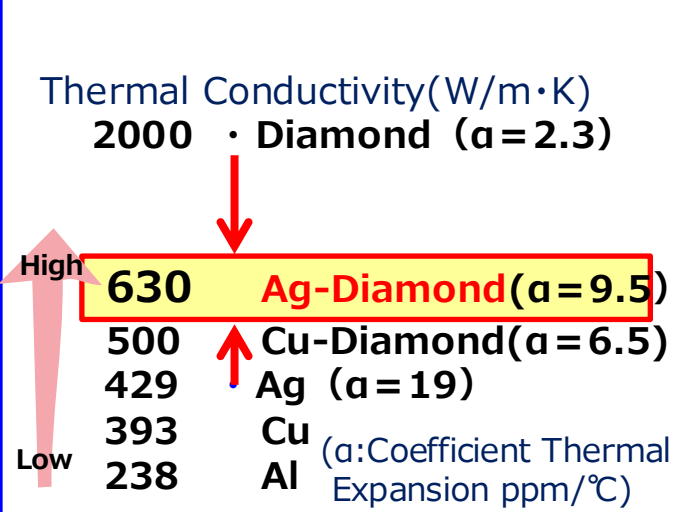 Thermal Conductivity(W/m・K)
2000 ・Diamond（α=2.3）
High
630 Ag-Diamond(α=9.5)
500 Cu-Diamond(α=6.5)
429 ・Ag（α=19）
393 Cu
(α:Coefficient Thermal
Low
238 Al
Expansion ppm/℃)